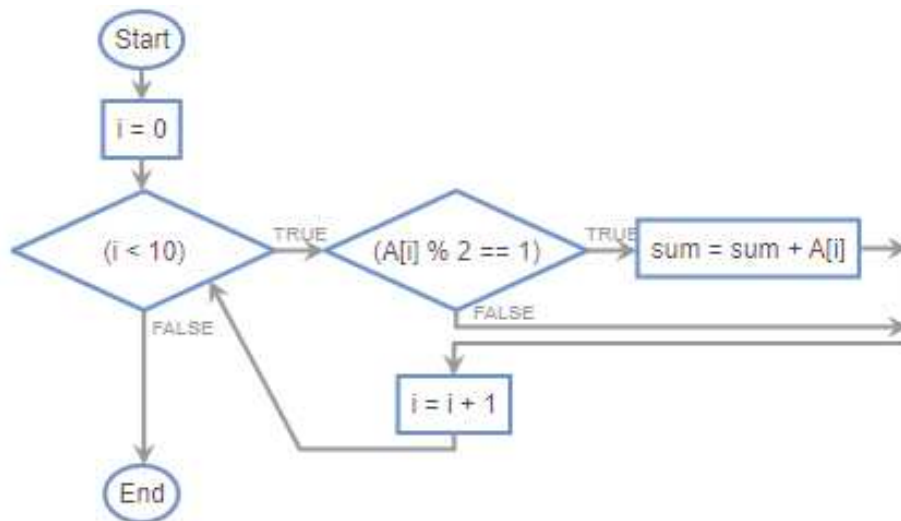 Start
i = 0
(i < 10)
TRUE
(A[i] % 2 == 1)
TRUE
sum = sum + A[i]
FALSE
FALSE
i = i + 1
End